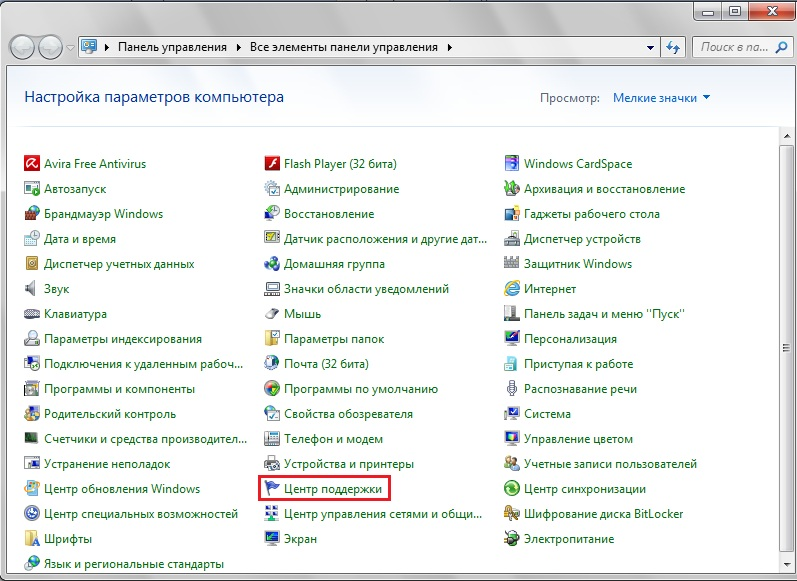 Панель управления Все элементы панели управления Поиск в па...
Настройка параметров компьютера Просмотр: Мелкие значки
Avira Free Antivirus Flash Player (32 бита) Windows CardSpace
Автозапуск Администрирование Архивация и восстановление
Брандмауэр Windows Восстановление Гаджеты рабочего стола
Дата и время Датчик расположения и другие дат... Диспетчер устройств
Диспетчер учетных данных Домашняя группа Защитник Windows
Звук Значки области уведомлений Интернет
Клавиатура Мышь Панель задач и меню "Пуск"
Параметры индексирования Параметры папок Персонализация
Подключения к удаленным рабоч... Почта (32 бита) Приступая к работе
Программы и компоненты Программы по умолчанию Распознавание речи
Родительский контроль Свойства обозревателя Система
Счетчики и средства производител... Телефон и модем Управление цветом
Устранение неполадок Устройства и принтеры Учетные записи пользователей
Центр обновления Windows Центр поддержки Центр синхронизации
Центр специальных возможностей Центр управления сетями и общи... Шифрование диска BitLocker
Шрифты Экран Электропитание
Язык и региональные стандарты